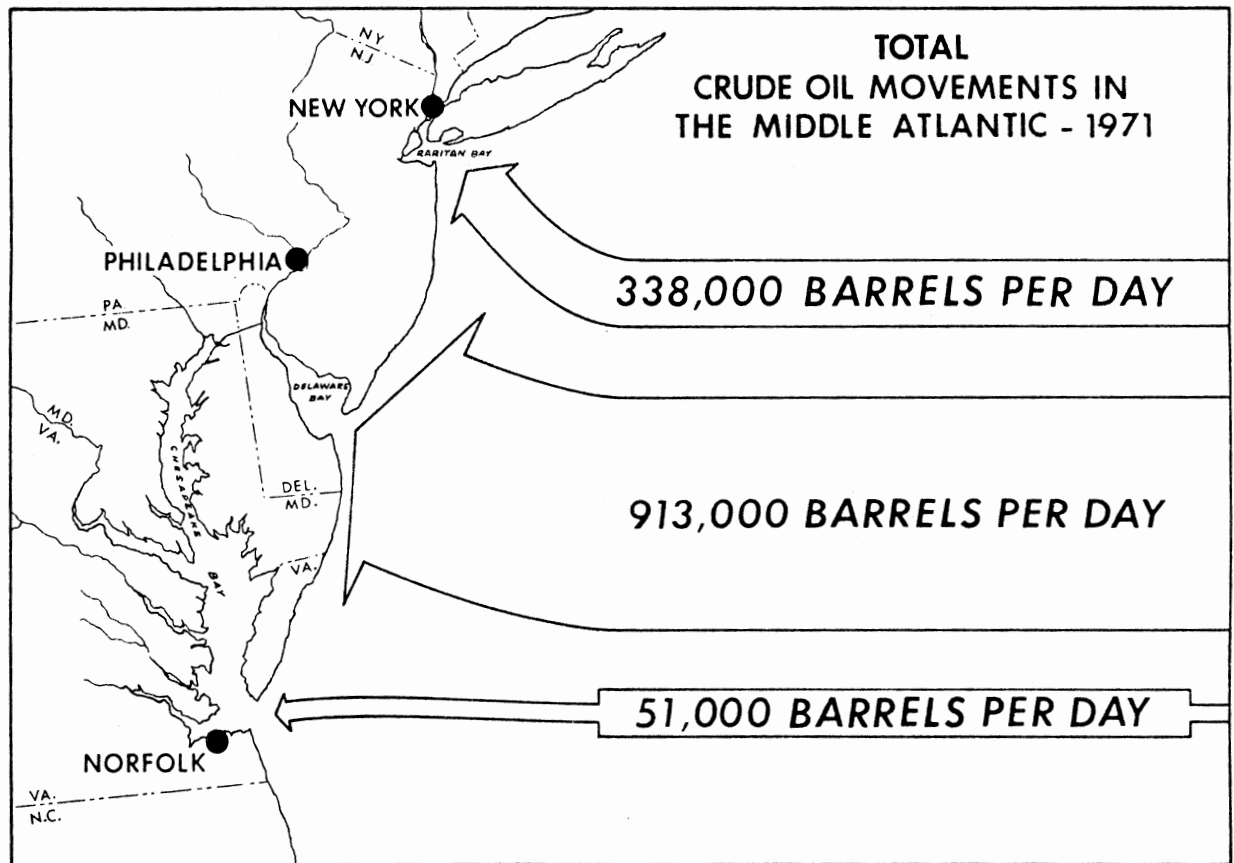 TOTAL
CRUDE OIL MOVEMENTS IN
THE MIDDLE ATLANTIC - 1971
NY
N.J
NEW YORK
RARITAN BAY
PHILADELPHIA
338,000 BARRELS PER DAY
PA
MD.
DELAWARE
BAY
MD.
VA.
CHESAPEAKE
BAY
DEL.
MD.
913,000 BARRELS PER DAY
VA.
51,000 BARRELS PER DAY
NORFOLK
VA.
N.C.